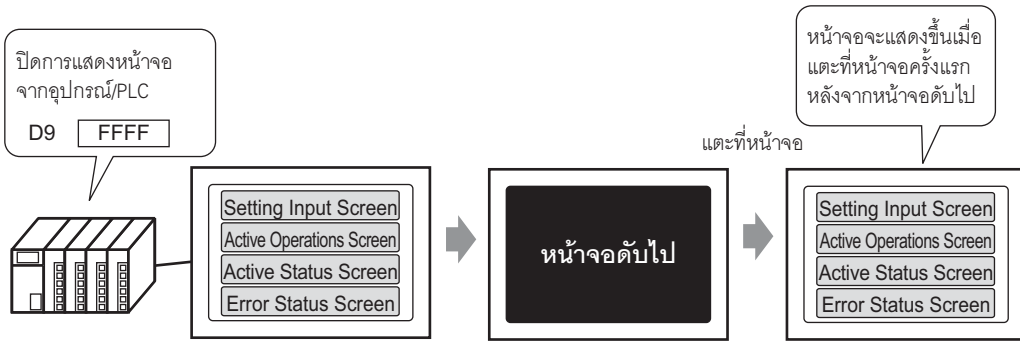 ปิดการแสดงหน้าจอ
จากอุปกรณ์/PLC
D9 FFFF
Setting Input Screen
Active Operations Screen
Active Status Screen
Error Status Screen
หน้าจอดับไป
แตะที่หน้าจอ
หน้าจอจะแสดงขึ้นเมื่อ
แตะที่หน้าจอครั้งแรก
หลังจากหน้าจอดับไป
Setting Input Screen
Active Operations Screen
Active Status Screen
Error Status Screen